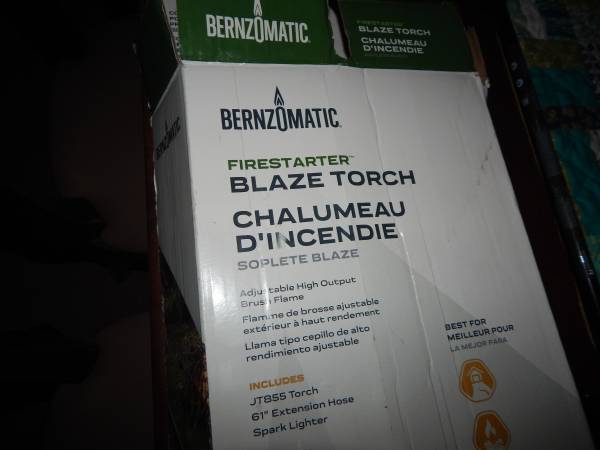 BERNZOMATIC
FIRESTARTER
BLAZE TORCH
CHALUMEAU
D'INCENDIE
BERNZOMATIC
BERNZOMATIC
FIRESTARTER™
BLAZE TORCH
CHALUMEAU
D'INCENDIE
SOPLETE BLAZE
Adjustable High Output
Brush Flame
Flamme de brosse ajustable
extérieur à haut rendement
Llama tipo cepillo de alto
rendimiento ajustable
INCLUDES
JT855 Torch
61" Extension Hose
Spark Lighter
BEST FOR
MEILLEUR POUR
LA MEJOR PARA